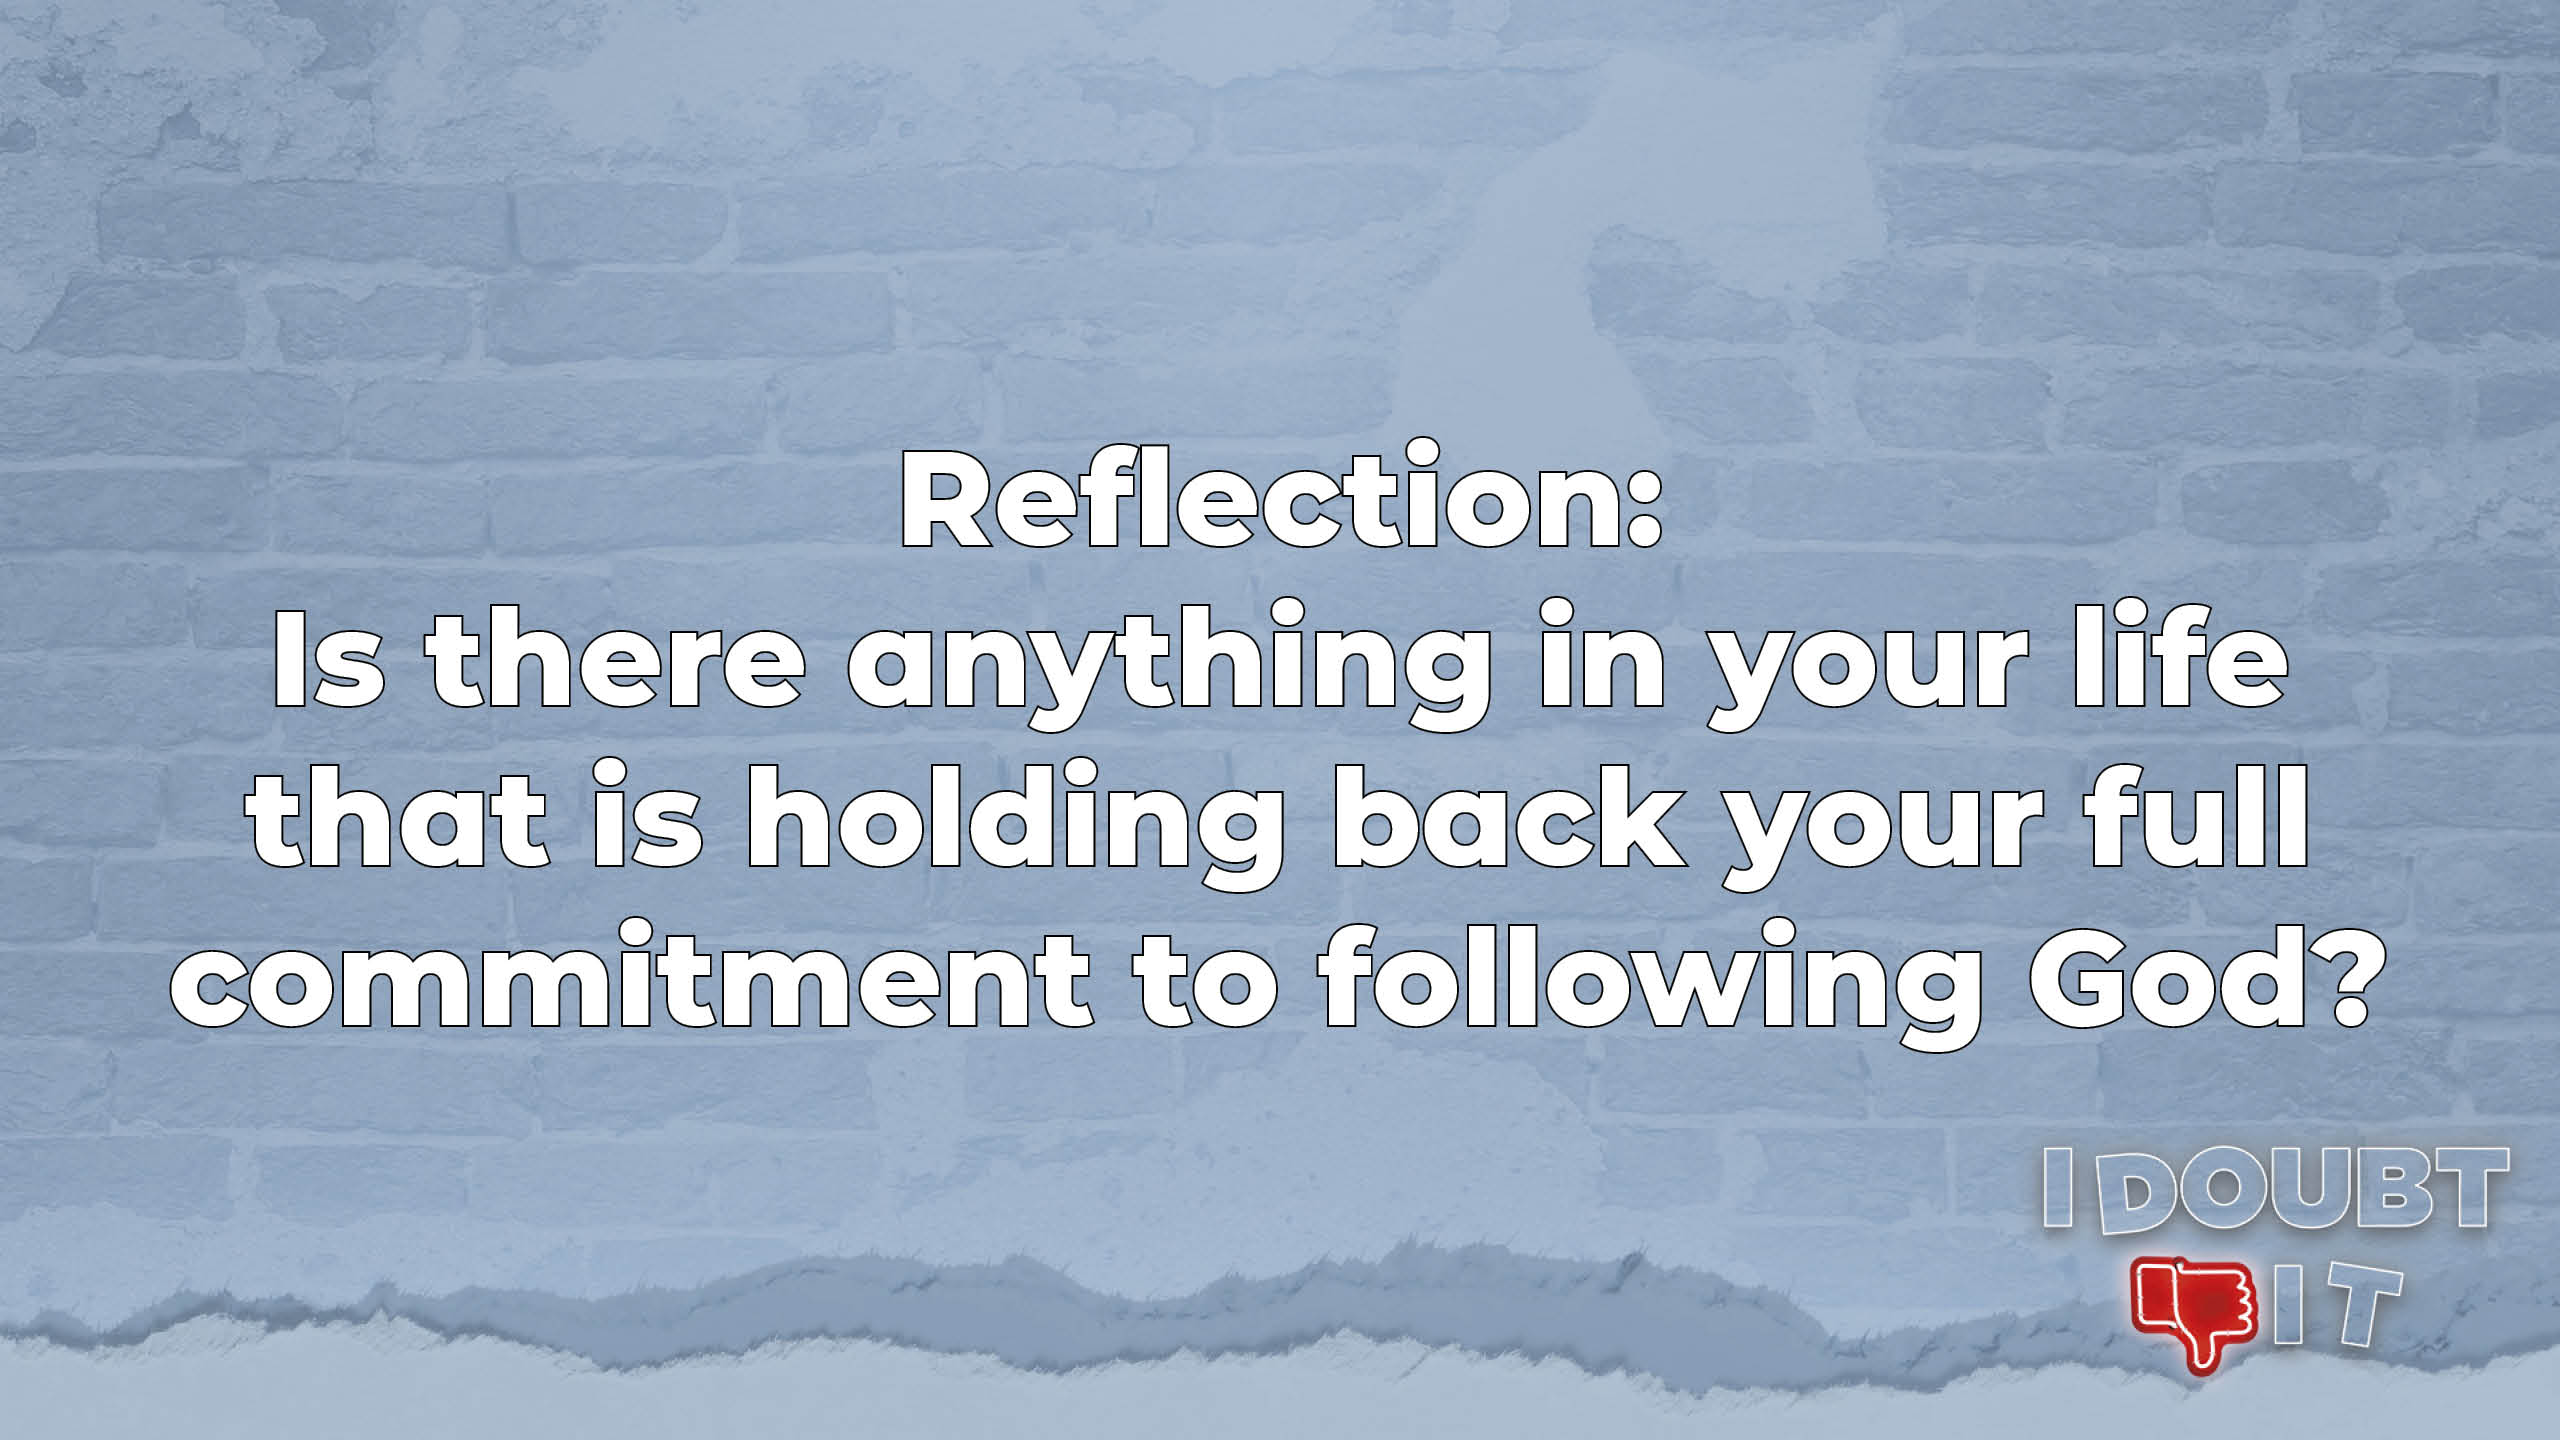 Reflection:
Is there anything in your life
that is holding back your full
commitment to following God?
I DOUBT
IT